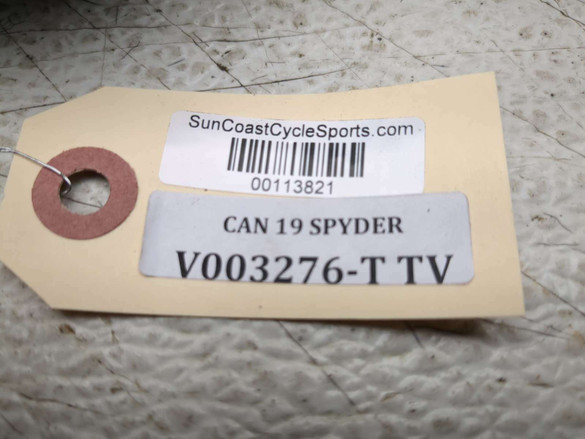 SunCoastCycleSports.com
00113821
CAN 19 SPYDER
V003276-T TV